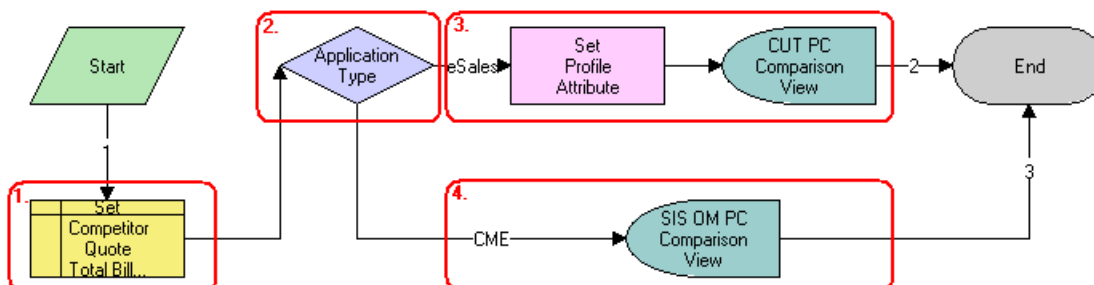 Start
1
1.
Set
Competitor
Quote
Total Bill...
2.
Application
Type
eSales
3.
Set
Profile
Attribute
CUT PC
Comparison
View
2
End
CME
4.
SIS OM PC
Comparison
View
3